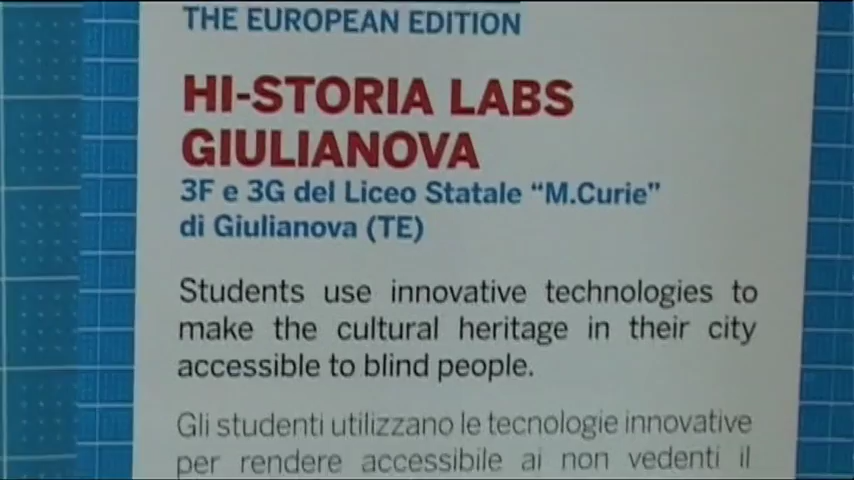 THE EUROPEAN EDITION
HI-STORIA LABS
GIULIANOVA
3F e 3G del Liceo Statale “M.Curie”
di Giulianova (TE)
Students use innovative technologies to
make the cultural heritage in their city
accessible to blind people.
Gli studenti utilizzano le tecnologie innovative
per rendere accessibile ai non vedenti il